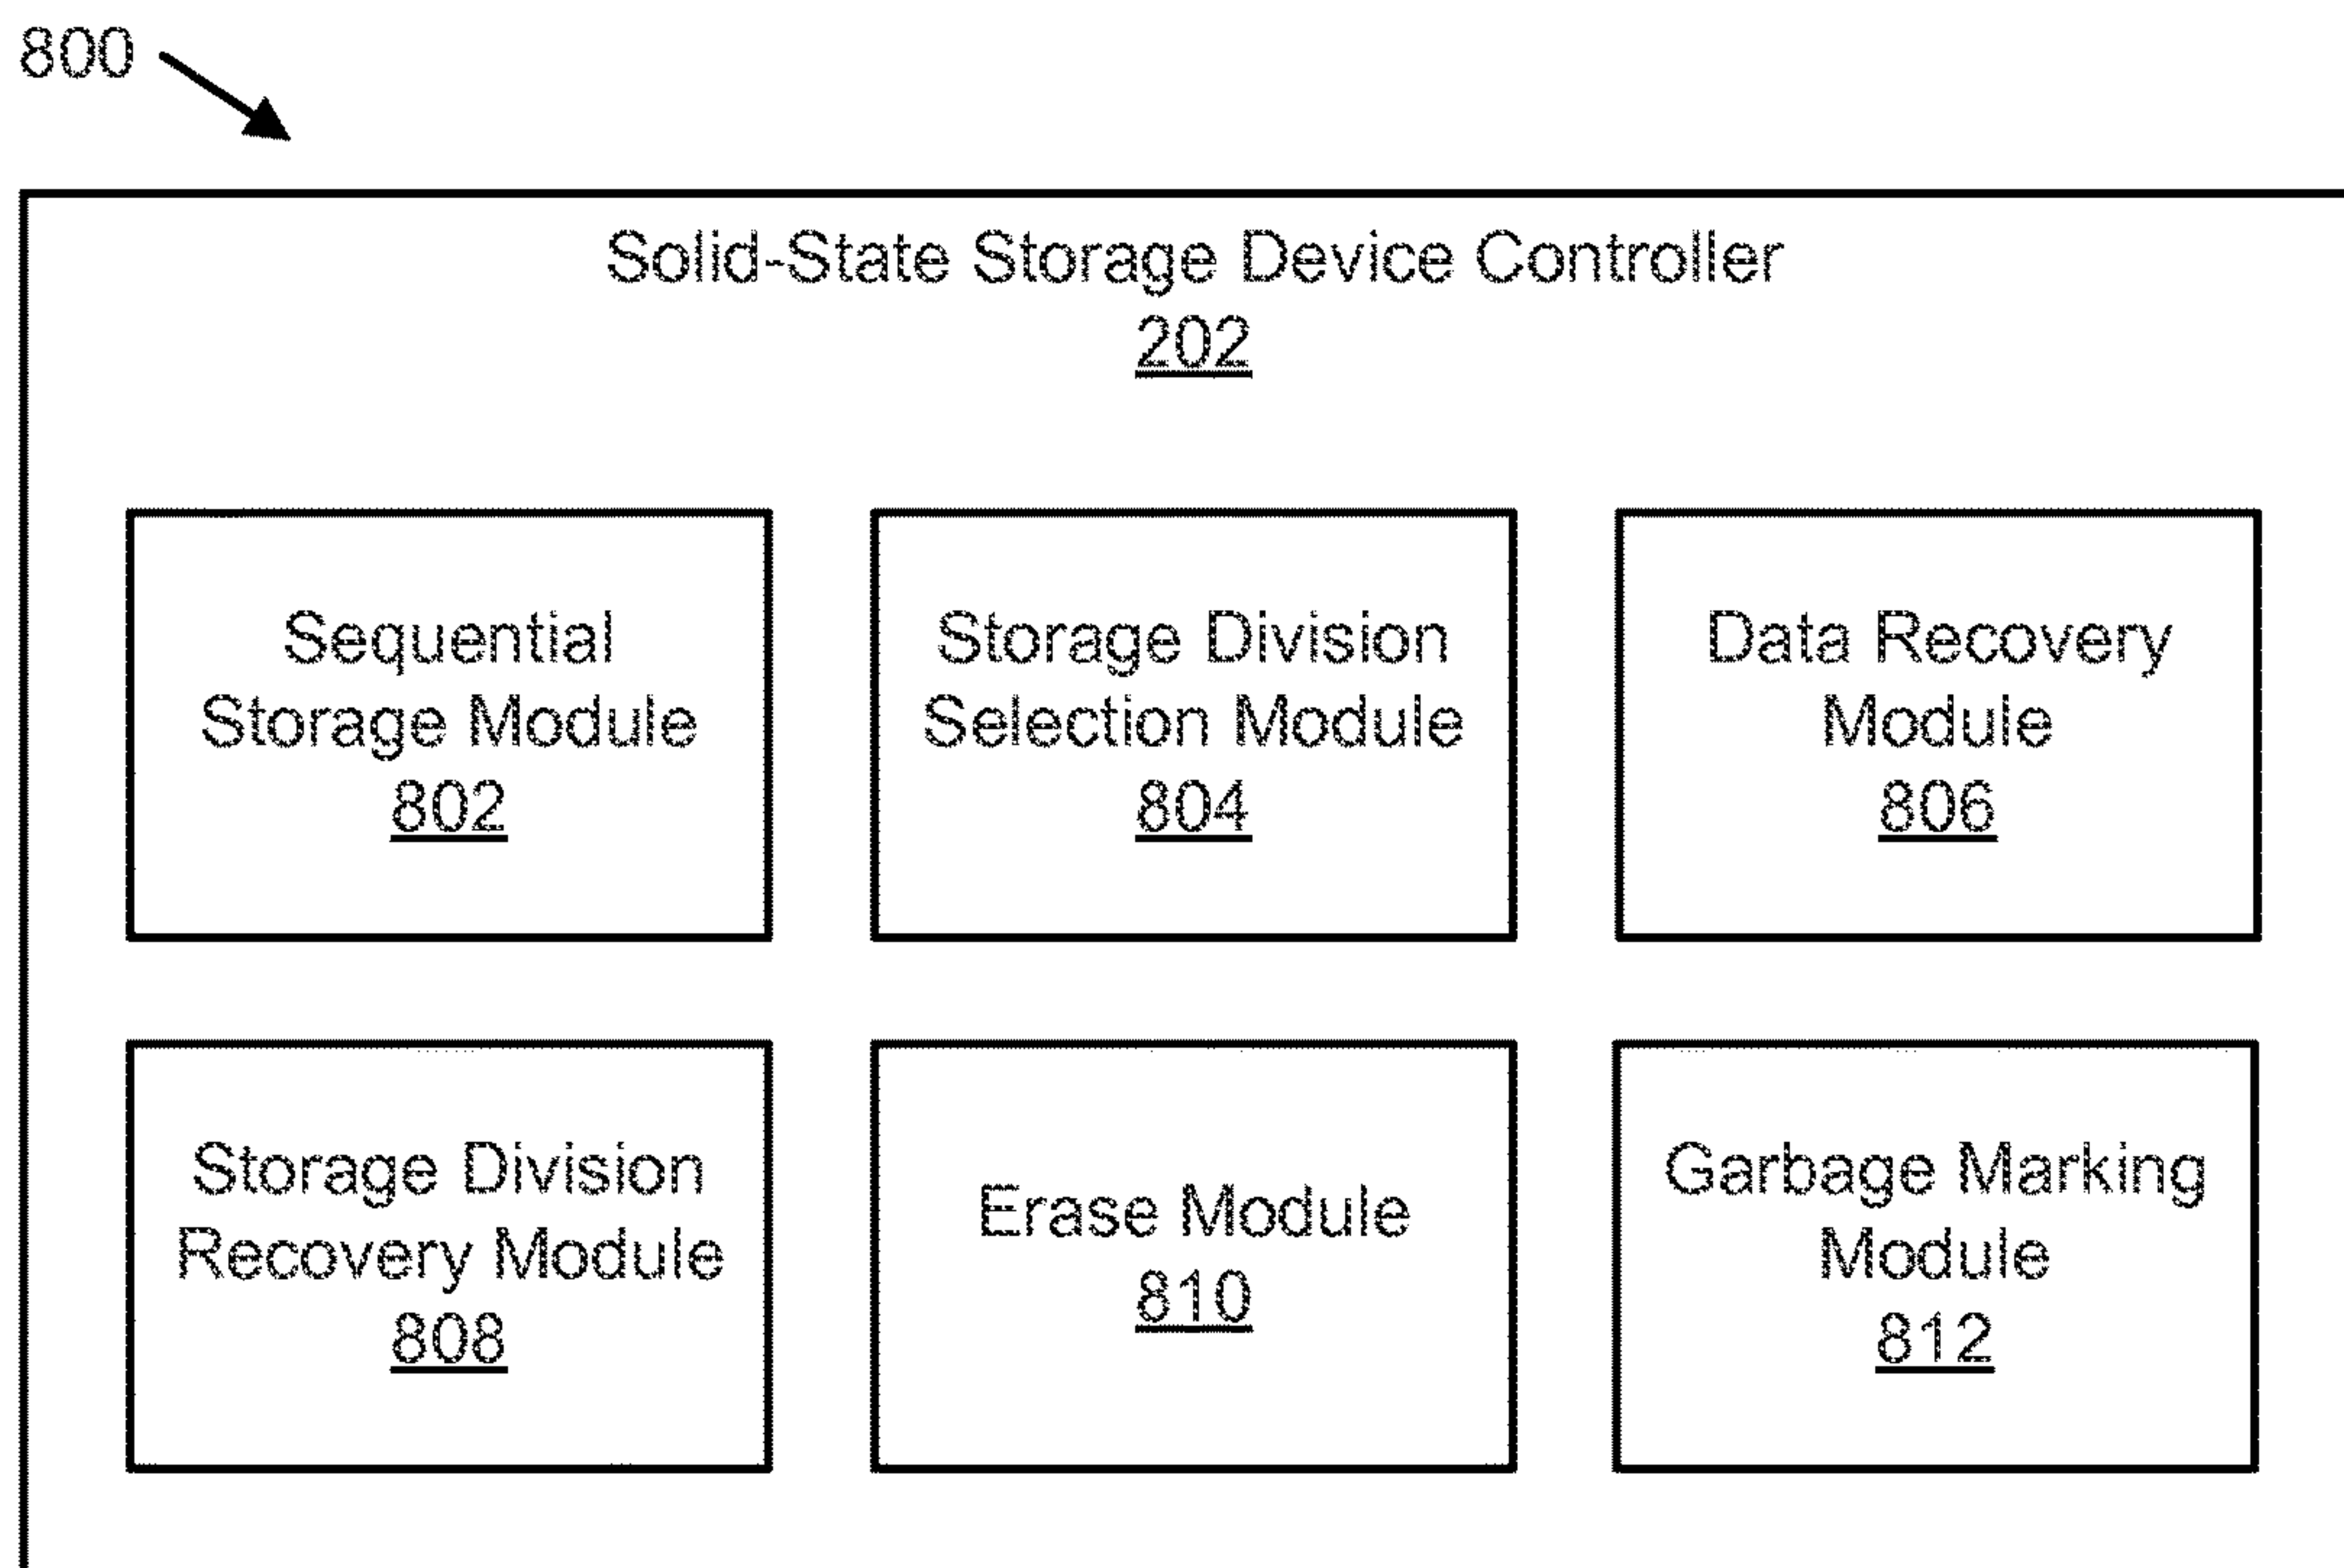 800
Solid-State Storage Device Controller
202
Sequential
Storage Module
802
Storage Division
Selection Module
804
Data Recovery
Module
806
Storage Division
Recovery Module
808
Erase Module
810
Garbage Marking
Module
812